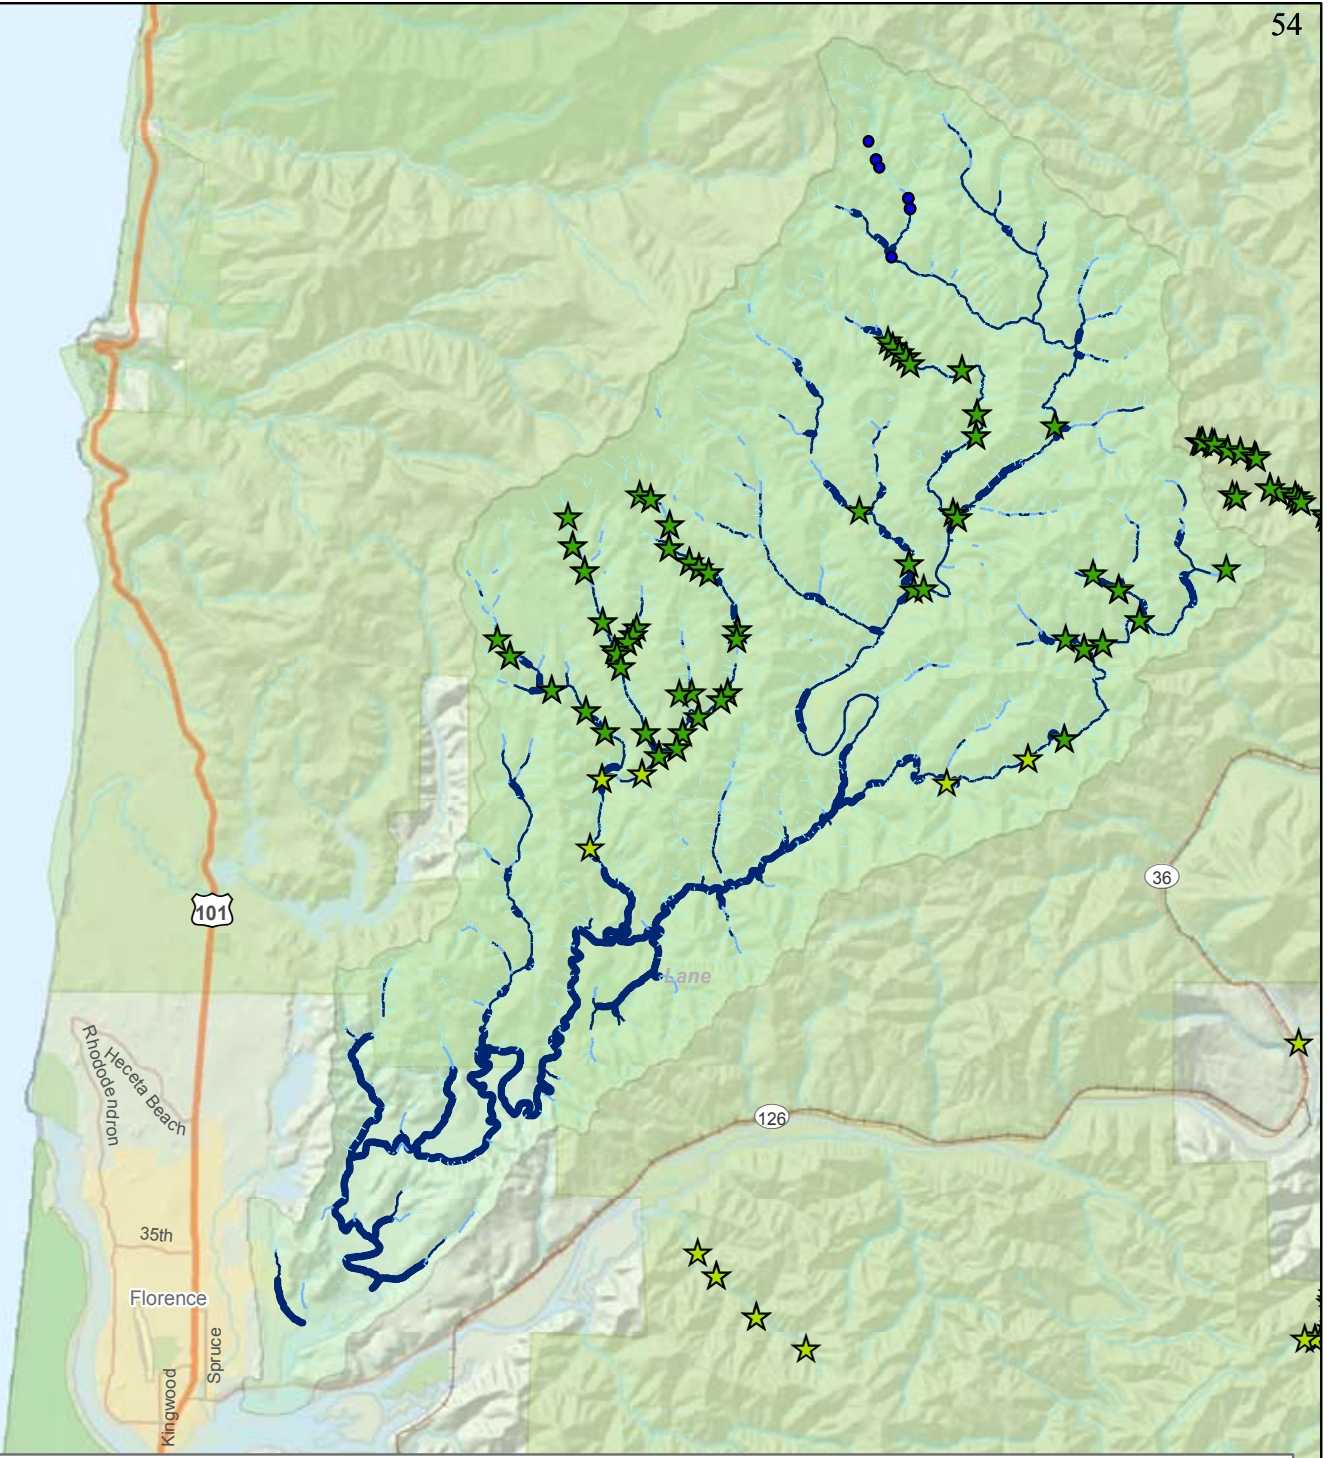 54
101
36
Lane
Heceta Beach
Rhododendron
126
35th
Florence
Spruce
Kingwood